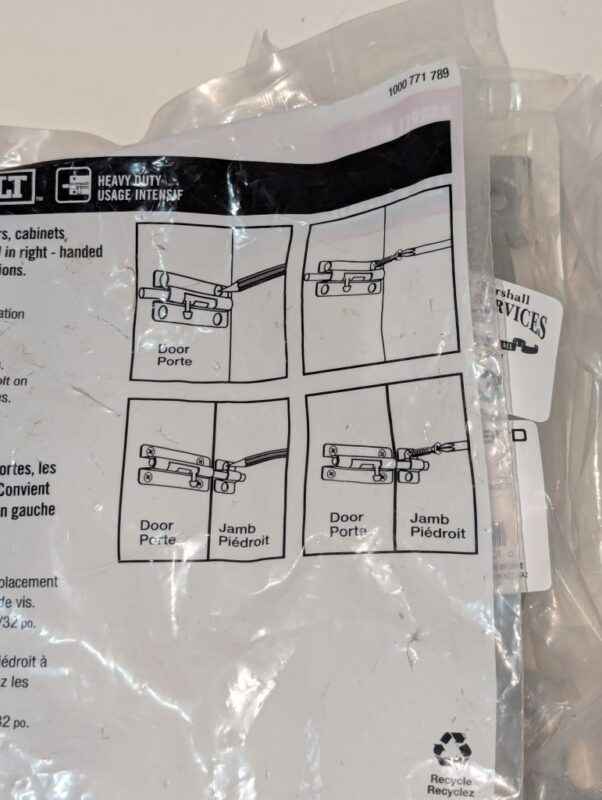 1000 771 789
LT
HEAVY DUTY
USAGE INTENSIF
rs, cabinets,
d in right - handed
ions.
ation
olt on
es.
ortes, les
Convient
n gauche
placement
de vis.
/32 po.
iédroit à
z les
32 po.
Door
Porte
Door
Porte
Jamb
Piédroit
Door
Porte
Jamb
Piédroit
rshall
RVICES
Recycle
Recyclez